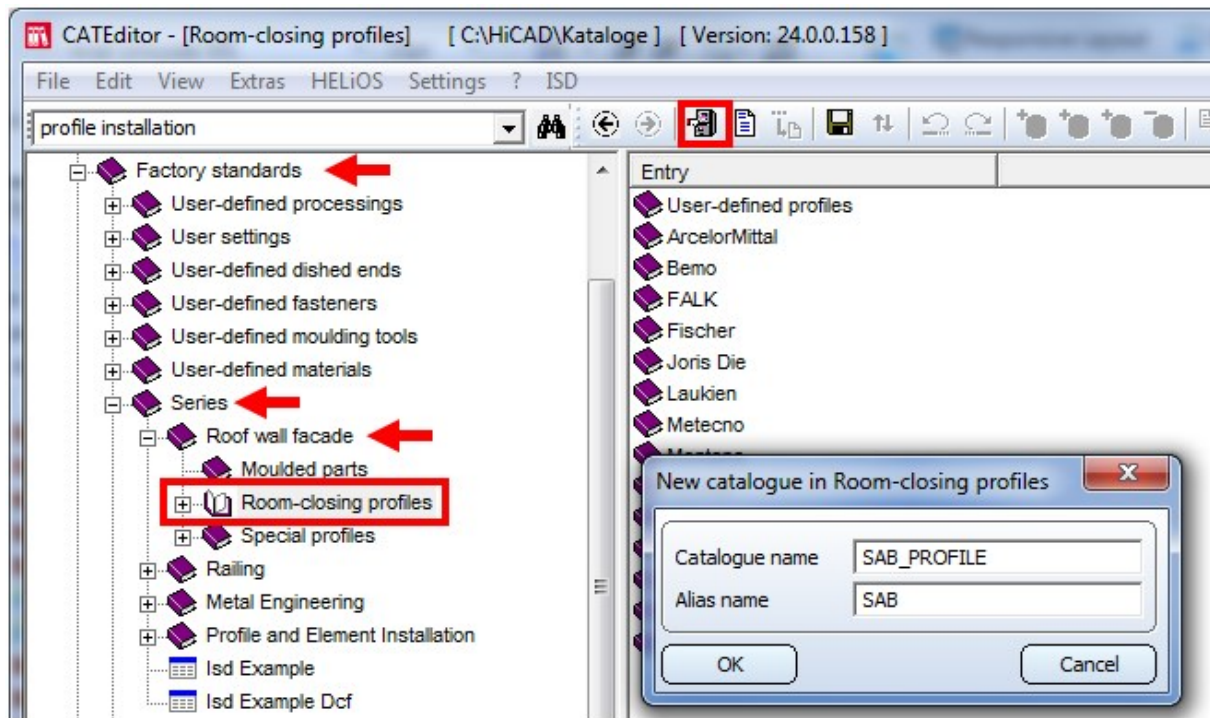 CATEditor - [Room-closing profiles] [ C:\HiCAD\Kataloge ] [ Version: 24.0.0.158 ]
File Edit View Extras HELiOS Settings ? ISD
profile installation
Factory standards
User-defined processings
User settings
User-defined dished ends
User-defined fasteners
User-defined moulding tools
User-defined materials
Series
Roof wall facade
Moulded parts
Room-closing profiles
Special profiles
Railing
Metal Engineering
Profile and Element Installation
Isd Example
Isd Example Dcf
Entry
User-defined profiles
ArcelorMittal
Bemo
FALK
Fischer
Joris Die
Laukien
Metecno
New catalogue in Room-closing profiles
Catalogue name SAB_PROFILE
Alias name SAB
OK Cancel